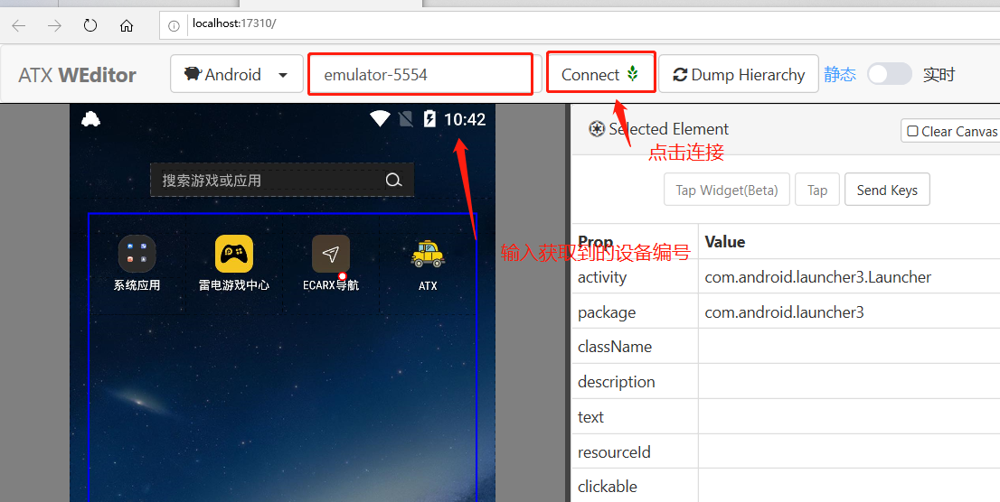 localhost:17310/
ATX WEditor
Android
emulator-5554
Connect
Dump Hierarchy
静态
实时
10:42
搜索游戏或应用
系统应用
雷电游戏中心
ECARX导航
ATX
Selected Element
Clear Canvas
点击连接
Tap Widget(Beta)
Tap
Send Keys
输入获取到的设备编号
Prop Value
activity com.android.launcher3.Launcher
package com.android.launcher3
className
description
text
resourceId
clickable